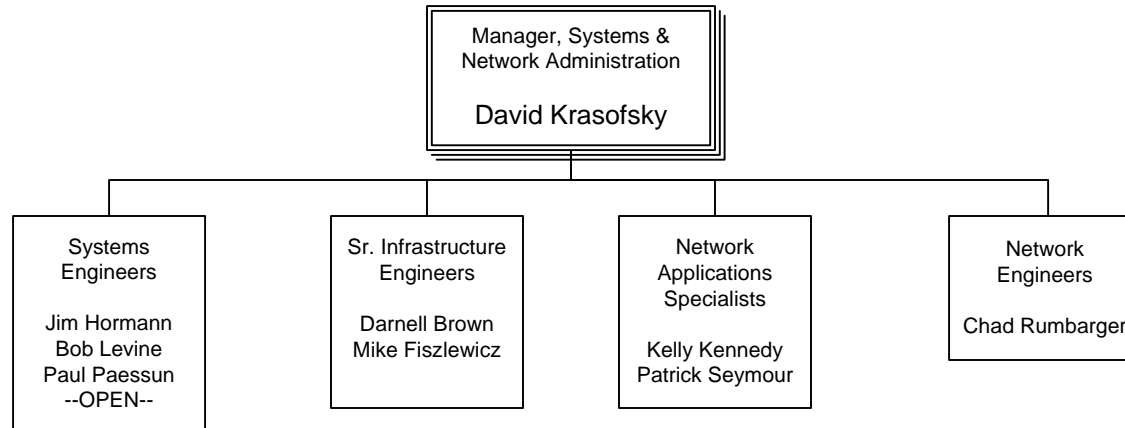 Manager, Systems &
Network Administration
David Krasofsky
Systems
Engineers
Jim Hormann
Bob Levine
Paul Paessun
--OPEN--
Sr. Infrastructure
Engineers
Darnell Brown
Mike Fiszlewicz
Network
Applications
Specialists
Kelly Kennedy
Patrick Seymour
Network
Engineers
Chad Rumbarger